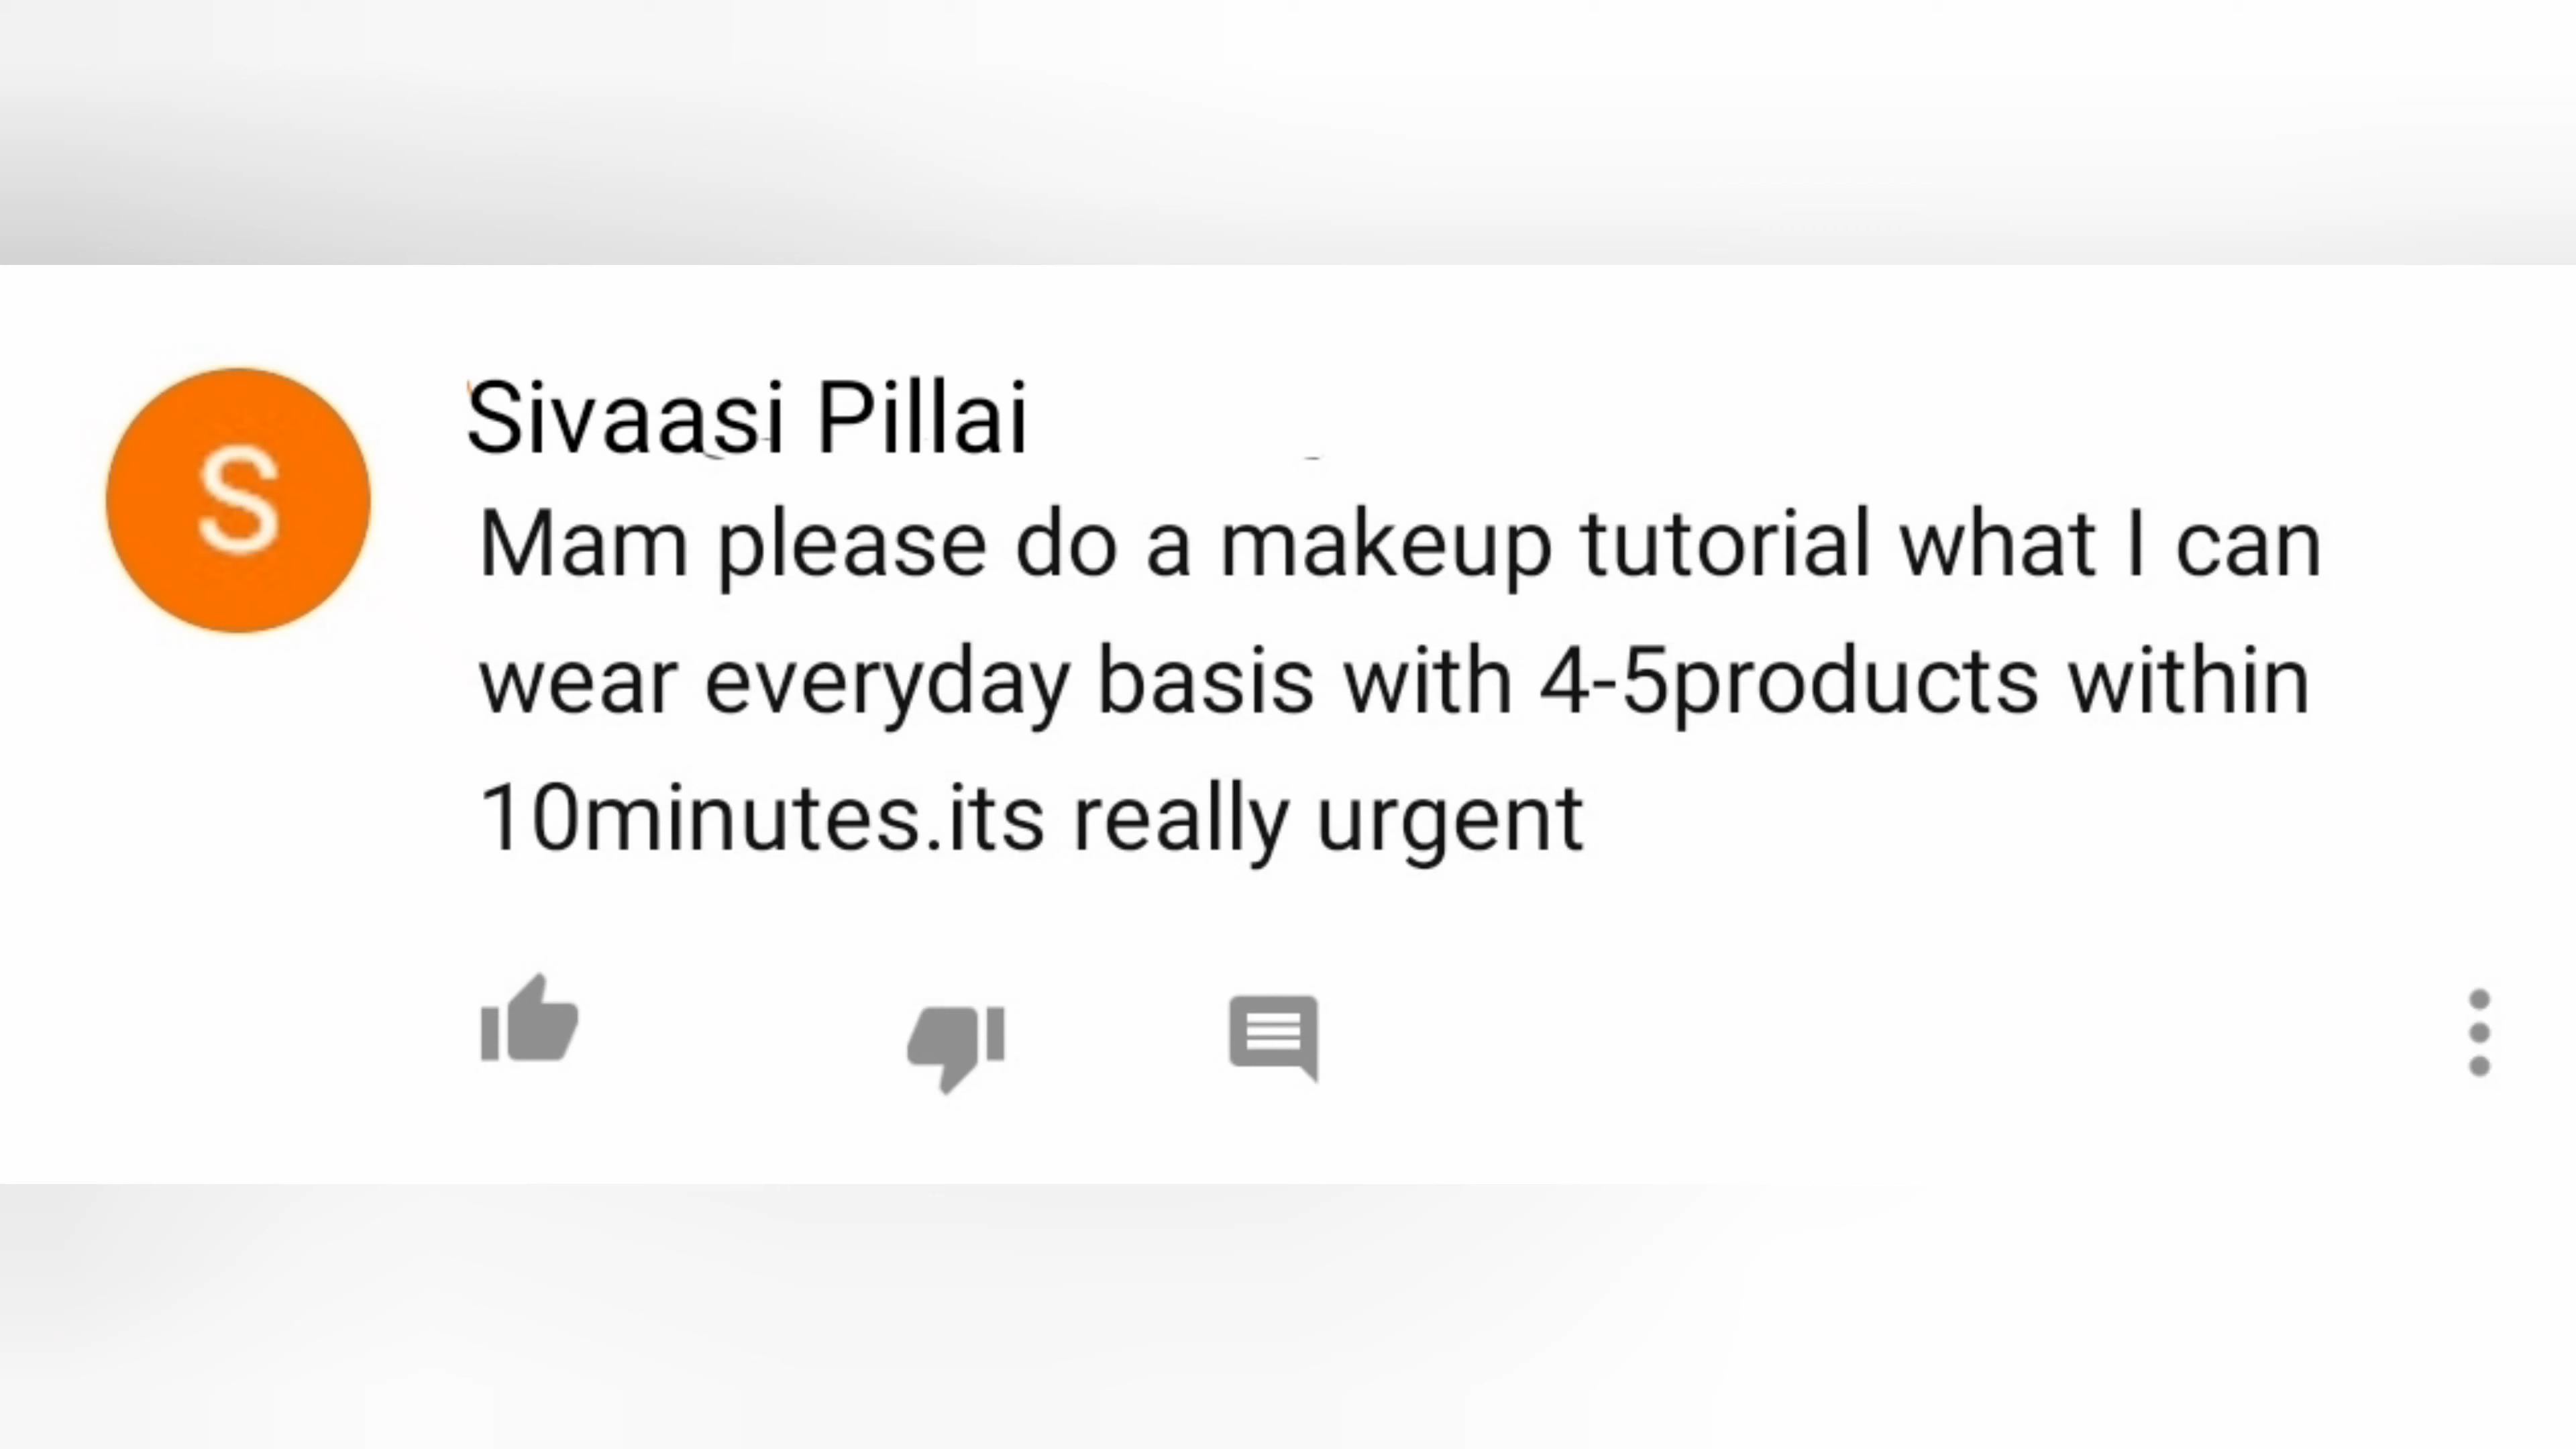 S
Sivaasi Pillai
Mam please do a makeup tutorial what I can
wear everyday basis with 4-5products within
10minutes.its really urgent